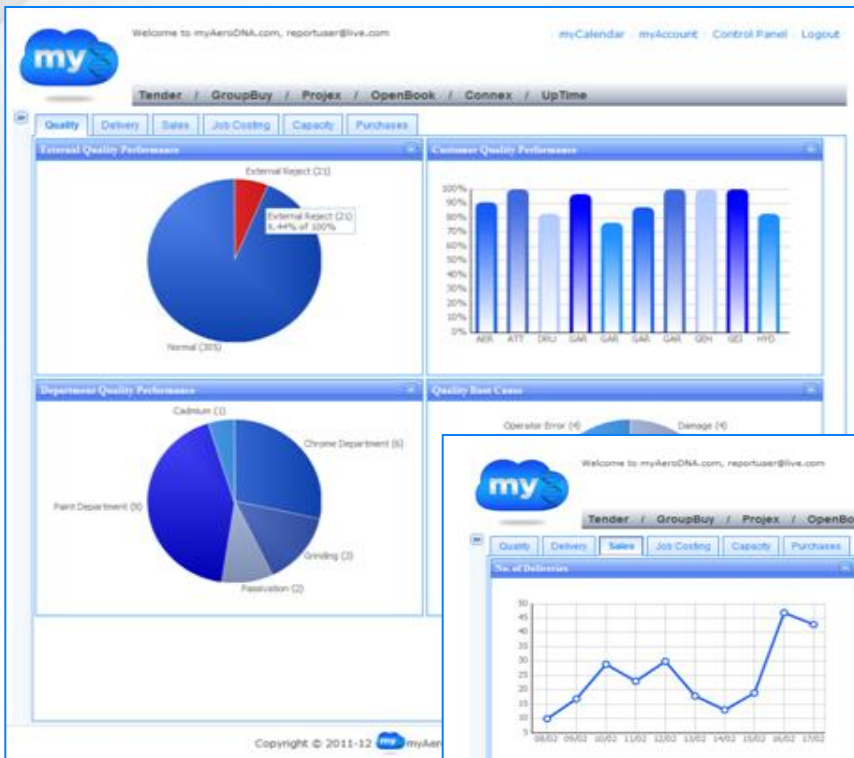 Welcome to myAeroDNA.com, reportuser@live.com
myCalendar myAccount Control Panel Logout
my
Tender / GroupBuy / Projex / OpenBook / Connex / UpTime
Quality Delivery Sales Job Costing Capacity Purchases
External Quality Performance
External Reject (21)
External Reject (21)
6.44% of 100%
Normal (305)
Customer Quality Performance
100%
90%
80%
70%
60%
50%
40%
30%
20%
10%
0%
AER ATT DRU GAR GAR GAR GAR GEH GEI HYD
Department Quality Performance
Cadmium (1)
Chrome Department (6)
Paint Department (9)
Grinding (3)
Passivation (2)
Quality Root Cause
Operator Error (4)
Damage (4)
Copyright © 2011-12 my myAer
Welcome to myAeroDNA.com, reportuser@live.com
my
Tender / GroupBuy / Projex / OpenBo
Quality Delivery Sales Job Costing Capacity Purchases
No. of Deliveries
50
45
40
35
30
25
20
15
10
5
08/02 09/02 10/02 11/02 12/02 13/02 14/02 15/02 16/02 17/02